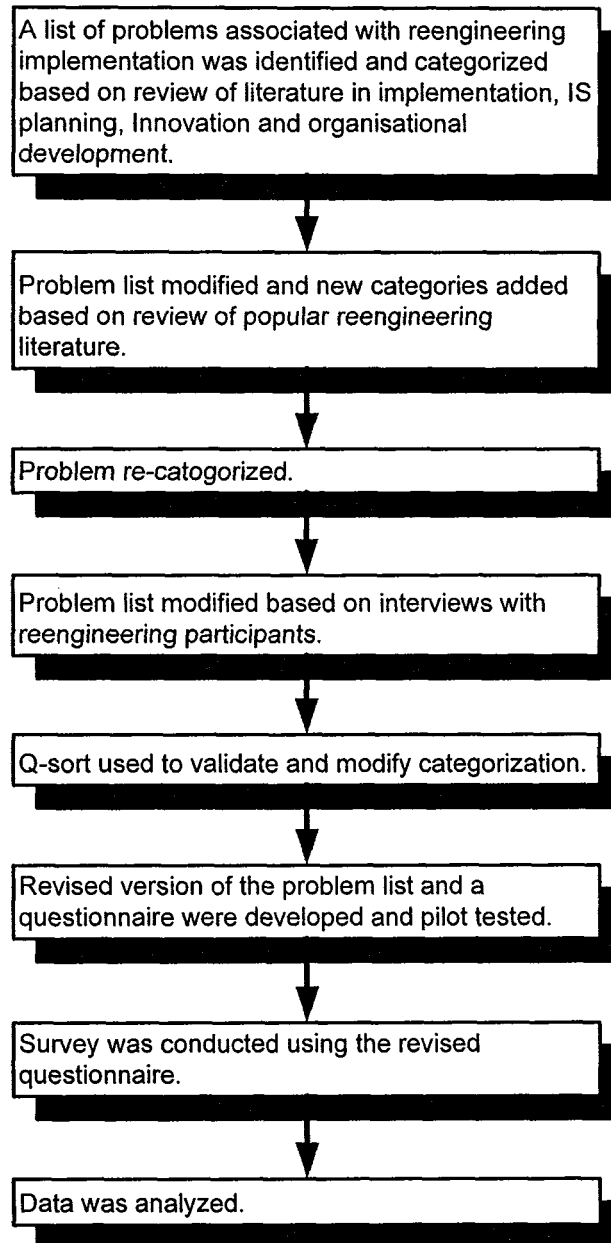 A list of problems associated with reengineering
implementation was identified and categorized
based on review of literature in implementation, IS
planning, Innovation and organisational
development.
Problem list modified and new categories added
based on review of popular reengineering
literature.
Problem re-catogorized.
Problem list modified based on interviews with
reengineering participants.
Q-sort used to validate and modify categorization.
Revised version of the problem list and a
questionnaire were developed and pilot tested.
Survey was conducted using the revised
questionnaire.
Data was analyzed.